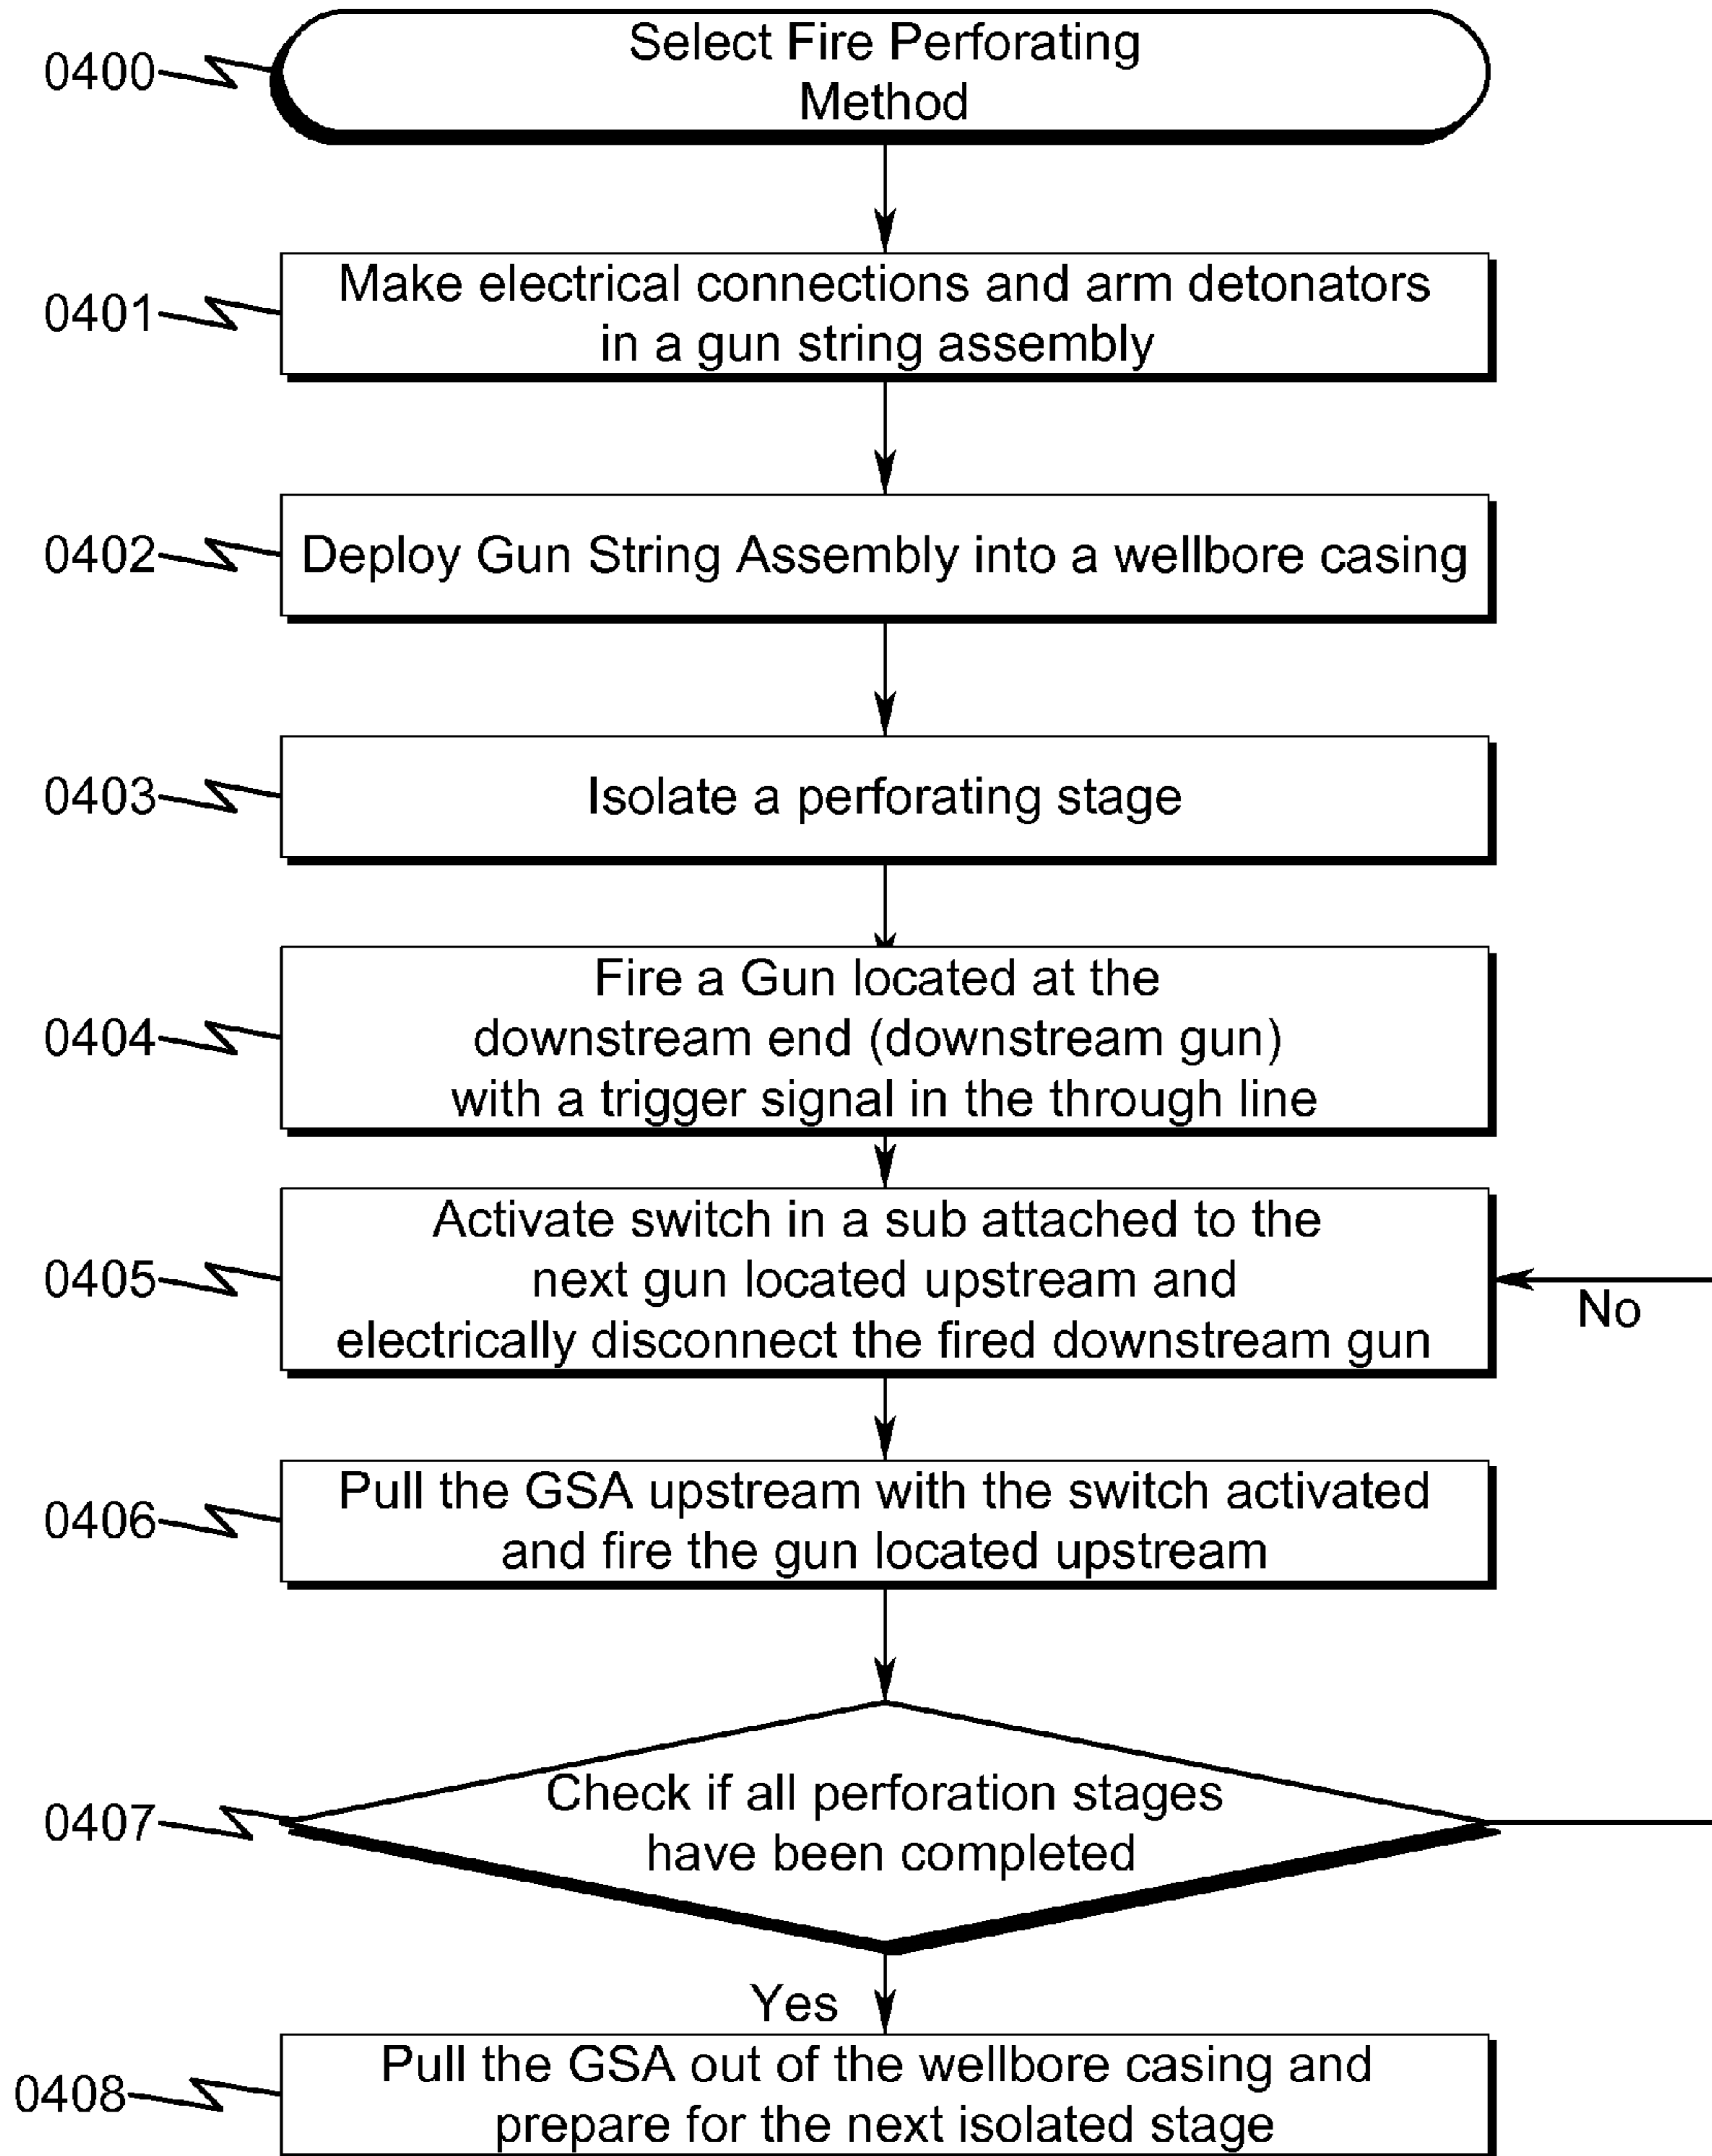 0400
Select Fire Perforating
Method
0401
Make electrical connections and arm detonators
in a gun string assembly
0402
Deploy Gun String Assembly into a wellbore casing
0403
Isolate a perforating stage
0404
Fire a Gun located at the
downstream end (downstream gun)
with a trigger signal in the through line
0405
Activate switch in a sub attached to the
next gun located upstream and
electrically disconnect the fired downstream gun
No
0406
Pull the GSA upstream with the switch activated
and fire the gun located upstream
0407
Check if all perforation stages
have been completed
Yes
0408
Pull the GSA out of the wellbore casing and
prepare for the next isolated stage